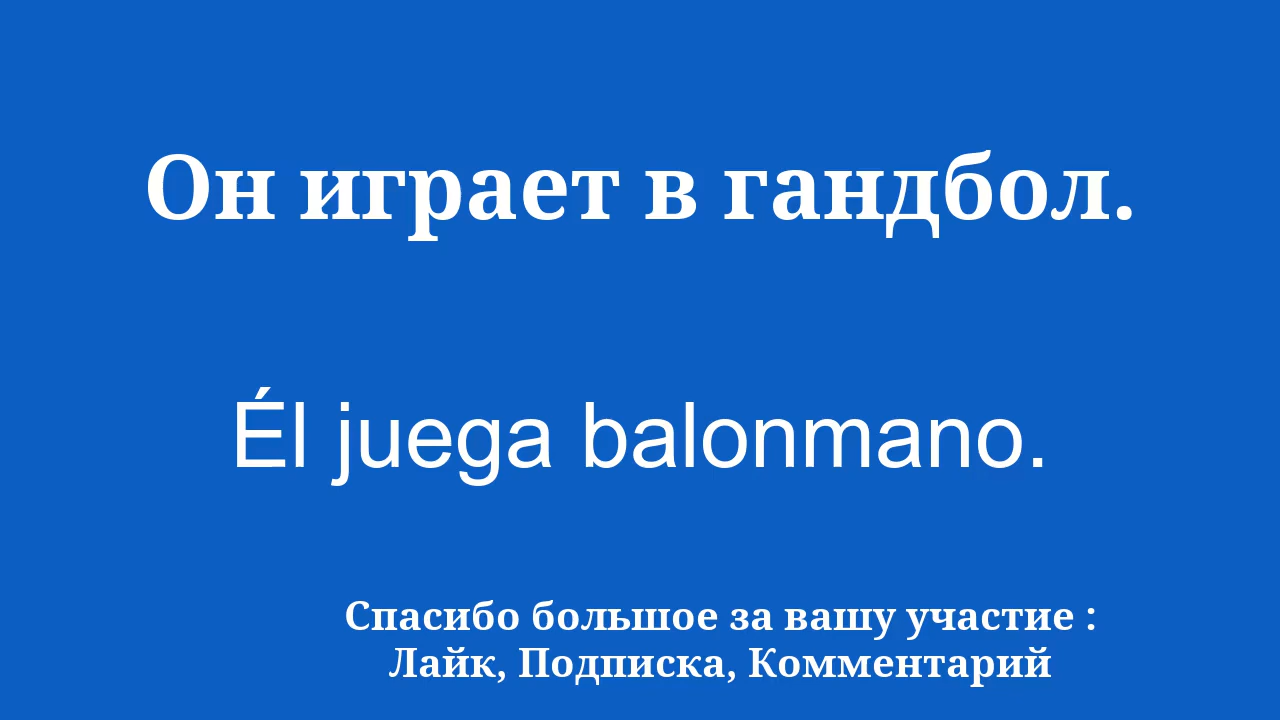 Он играет в гандбол.
Él juega balonmano.
Спасибо большое за вашу участие :
Лайк, Подписка, Комментарий